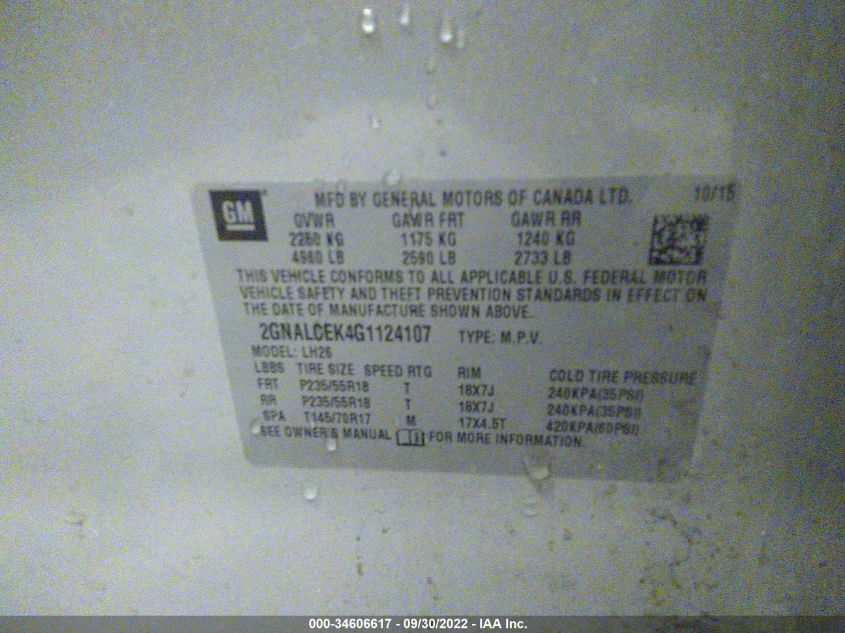 GM
MFD BY GENERAL MOTORS OF CANADA LTD. 10/15
GVWR GAWR FRT GAWR RR
2260 KG 1175 KG 1240 KG
4980 LB 2590 LB 2733 LB
THIS VEHICLE CONFORMS TO ALL APPLICABLE U.S. FEDERAL MOTOR
VEHICLE SAFETY AND THEFT PREVENTION STANDARDS IN EFFECT ON
THE DATE OF MANUFACTURE SHOWN ABOVE.
2GNALCEK4G1124107 TYPE: M.P.V.
MODEL: LH26
LBBS TIRE SIZE SPEED RTG RIM COLD TIRE PRESSURE
FRT P235/55R18 T 18X7J 240KPA(35PSI)
RR P235/55R18 T 18X7J 240KPA(35PSI)
SPA T145/70R17 M 17X4.5T 420KPA(60PSI)
SEE OWNER'S MANUAL FOR MORE INFORMATION.
000-34606617 - 09/30/2022 - IAA Inc.